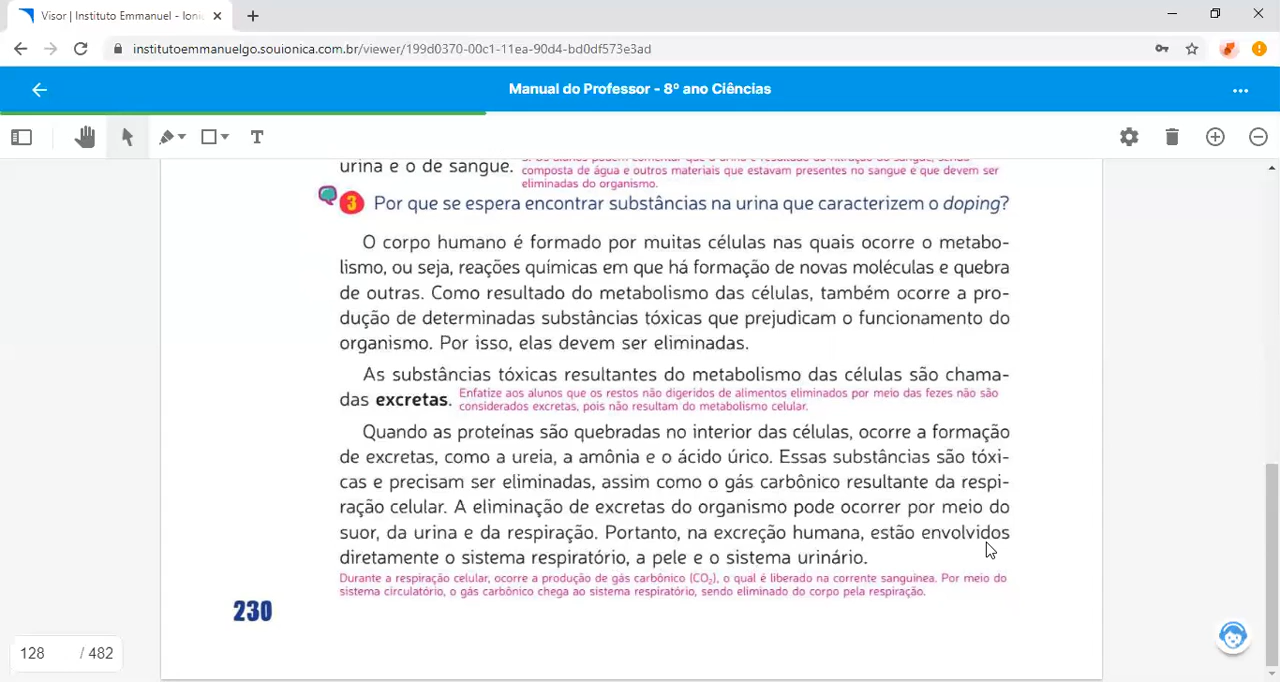 Visor | Instituto Emmanuel - Ioni
institutoemmanuelgo.souionica.com.br/viewer/199d0370-00c1-11ea-90d4-bd0df573e3ad
Manual do Professor - 8º ano Ciências
T
urina e o de sangue. 3. Os alunos podem comentar que a urina é resultado da filtração do sangue, sendo
composta de água e outros materiais que estavam presentes no sangue e que devem ser
eliminadas do organismo.
3 Por que se espera encontrar substâncias na urina que caracterizem o doping?
O corpo humano é formado por muitas células nas quais ocorre o metabo-
lismo, ou seja, reações químicas em que há formação de novas moléculas e quebra
de outras. Como resultado do metabolismo das células, também ocorre a pro-
dução de determinadas substâncias tóxicas que prejudicam o funcionamento do
organismo. Por isso, elas devem ser eliminadas.
As substâncias tóxicas resultantes do metabolismo das células são chama-
das excretas. Enfatize aos alunos que os restos não digeridos de alimentos eliminados por meio das fezes não são
considerados excretas, pois não resultam do metabolismo celular.
Quando as proteínas são quebradas no interior das células, ocorre a formação
de excretas, como a ureia, a amônia e o ácido úrico. Essas substâncias são tóxi-
cas e precisam ser eliminadas, assim como o gás carbônico resultante da respi-
ração celular. A eliminação de excretas do organismo pode ocorrer por meio do
suor, da urina e da respiração. Portanto, na excreção humana, estão envolvidos
diretamente o sistema respiratório, a pele e o sistema urinário.
Durante a respiração celular, ocorre a produção de gás carbônico (CO₂), o qual é liberado na corrente sanguínea. Por meio do
sistema circulatório, o gás carbônico chega ao sistema respiratório, sendo eliminado do corpo pela respiração.
230
128 / 482